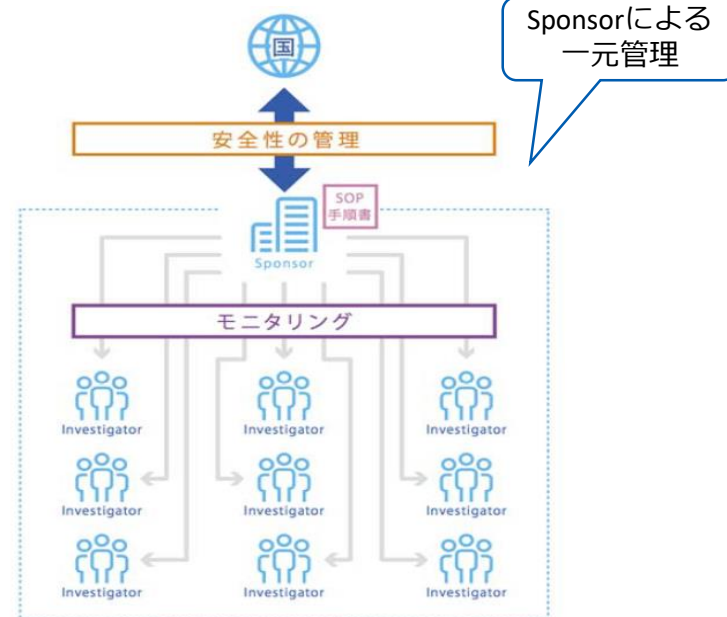 Sponsorによる
一元管理
国
安全性の管理
SOP
手順書
Sponsor
モニタリング
Investigator
Investigator
Investigator
Investigator
Investigator
Investigator
Investigator
Investigator
Investigator